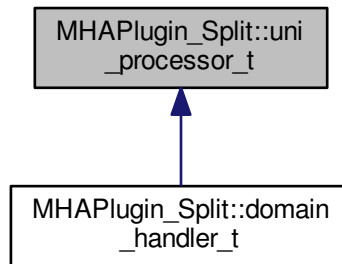 MHAPlugin_Split::uni
_processor_t
MHAPlugin_Split::domain
_handler_t